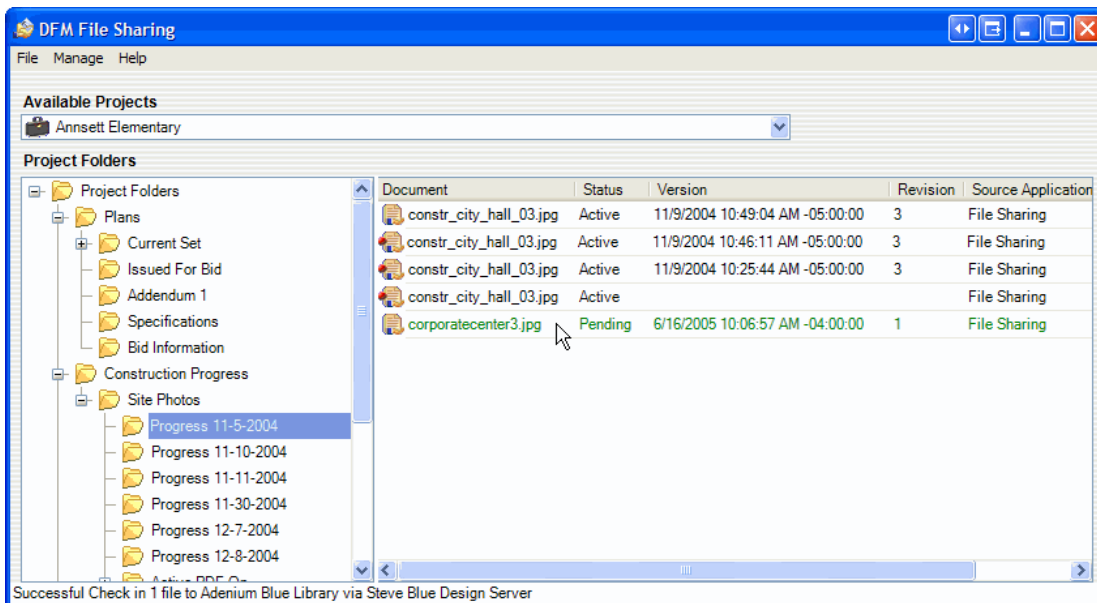 DFM File Sharing
File Manage Help
Available Projects
Annsett Elementary
Project Folders
Project Folders
Plans
Current Set
Issued For Bid
Addendum 1
Specifications
Bid Information
Construction Progress
Site Photos
Progress 11-5-2004
Progress 11-10-2004
Progress 11-11-2004
Progress 11-30-2004
Progress 12-7-2004
Progress 12-8-2004
Document Status Version Revision Source Application
constr_city_hall_03.jpg Active 11/9/2004 10:49:04 AM -05:00:00 3 File Sharing
constr_city_hall_03.jpg Active 11/9/2004 10:46:11 AM -05:00:00 3 File Sharing
constr_city_hall_03.jpg Active 11/9/2004 10:25:44 AM -05:00:00 3 File Sharing
constr_city_hall_03.jpg Active File Sharing
corporatecenter3.jpg Pending 6/16/2005 10:06:57 AM -04:00:00 1 File Sharing
Successful Check in 1 file to Adenium Blue Library via Steve Blue Design Server